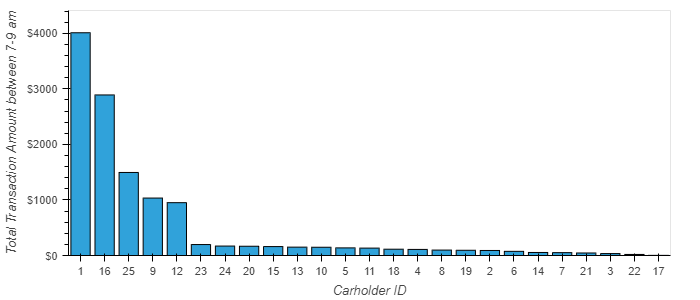 Total Transaction Amount between 7-9 am
$4000
$3000
$2000
$1000
$0
1 16 25 9 12 23 24 20 15 13 10 5 11 18 4 8 19 2 6 14 7 21 3 22 17
Carholder ID